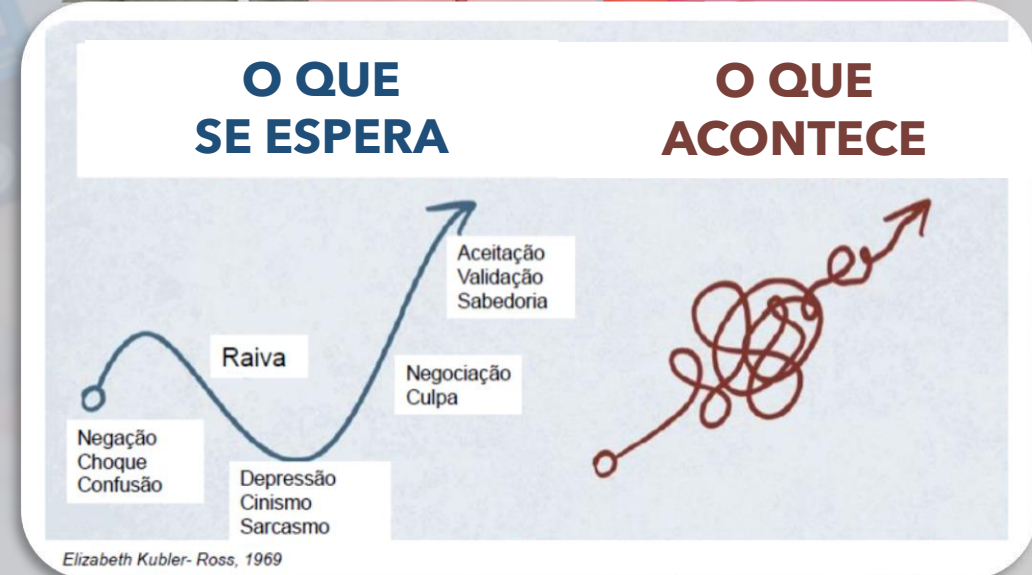 O QUE
SE ESPERA
O QUE
ACONTECE
Negação
Choque
Confusão
Raiva
Depressão
Cinismo
Sarcasmo
Negociação
Culpa
Aceitação
Validação
Sabedoria
Elizabeth Kubler- Ross, 1969